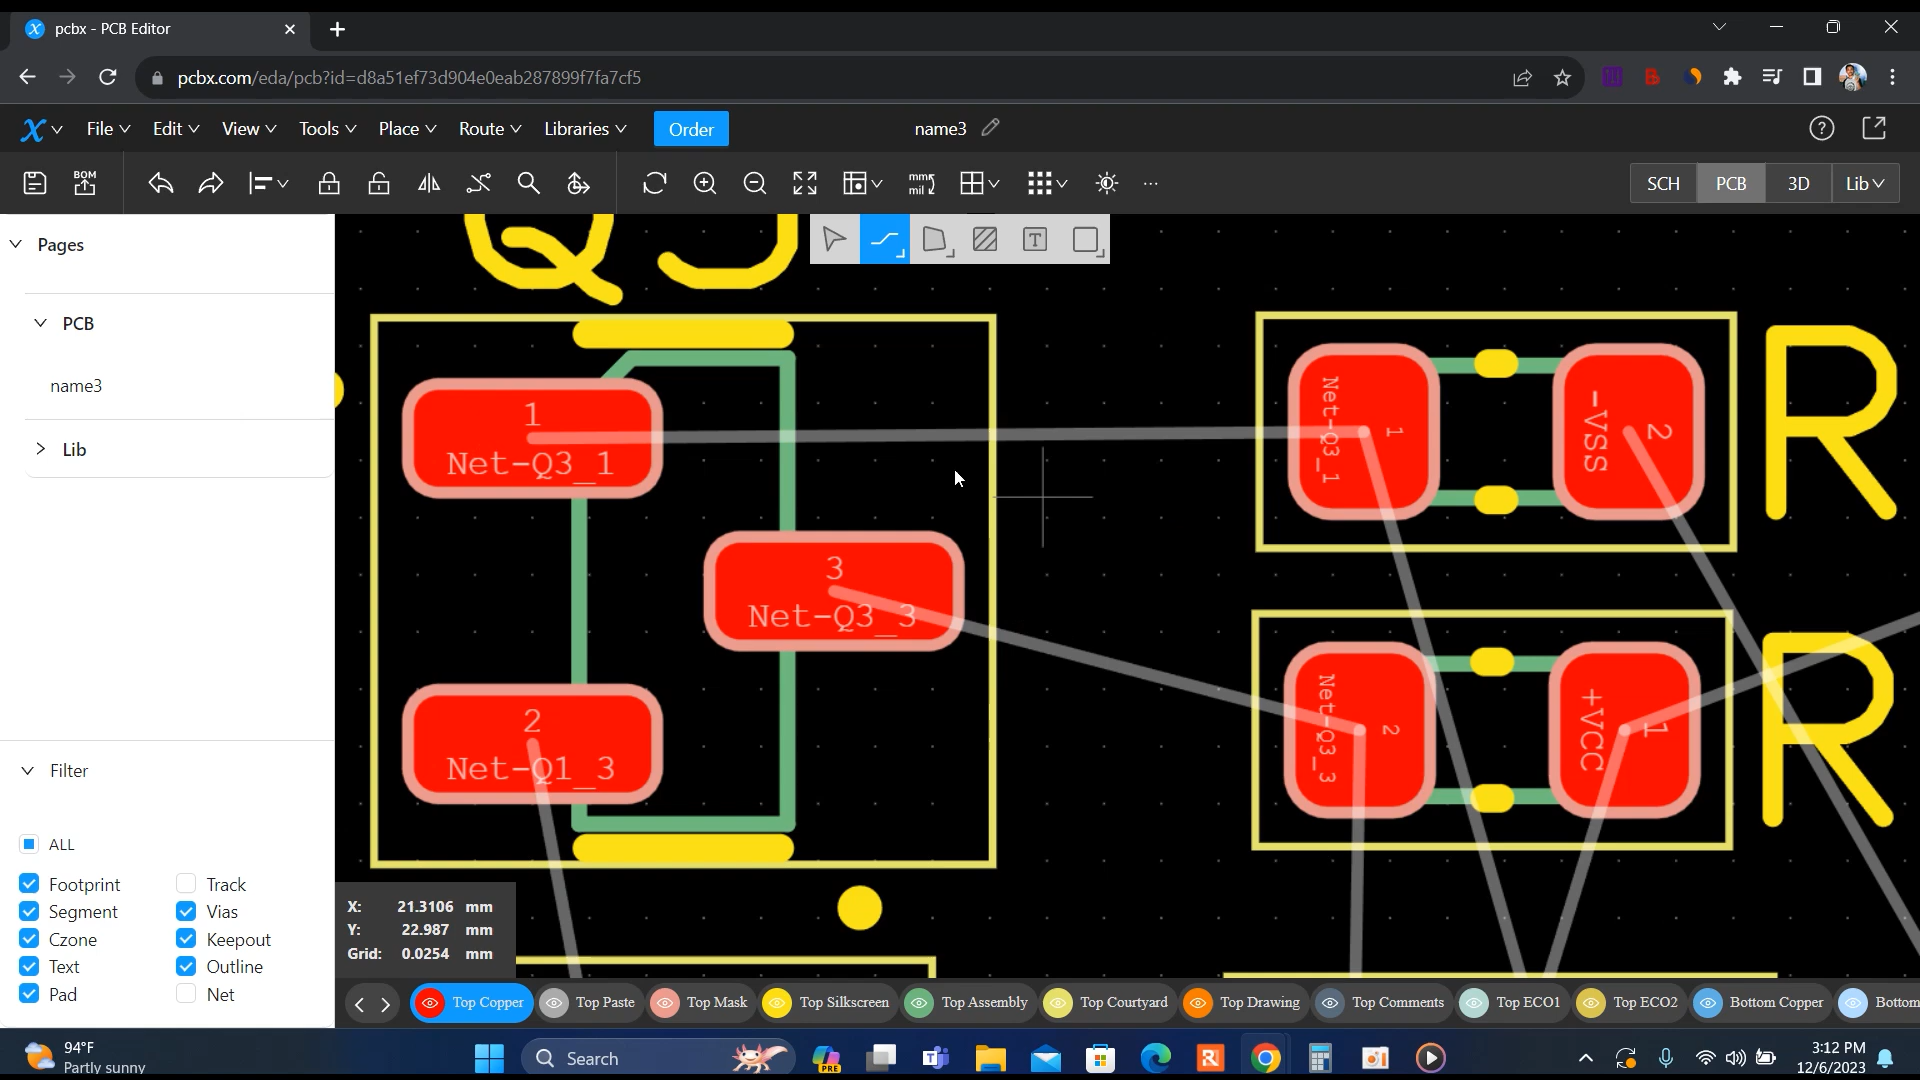 pcbx - PCB Editor
pcbx.com/eda/pcb?id=d8a51ef73d904e0eab287899f7fa7cf5
File Edit View Tools Place Route Libraries Order name3
BOM
mm
mil
SCH PCB 3D Lib
Pages
PCB
name3
Lib
Q3
1
Net-Q3_1
3
Net-Q3_3
2
Net-Q1_3
Net-Q3_1
1
-VSS
2
R
Net-Q3_3
2
+VCC
1
R
Filter
ALL
Footprint Track
Segment Vias
Czone Keepout
Text Outline
Pad Net
X: 21.3106 mm
Y: 22.987 mm
Grid: 0.0254 mm
Top Copper Top Paste Top Mask Top Silkscreen Top Assembly Top Courtyard Top Drawing Top Comments Top ECO1 Top ECO2 Bottom Copper Bottom
94°F
Partly sunny
Search
PRE
3:12 PM
12/6/2023